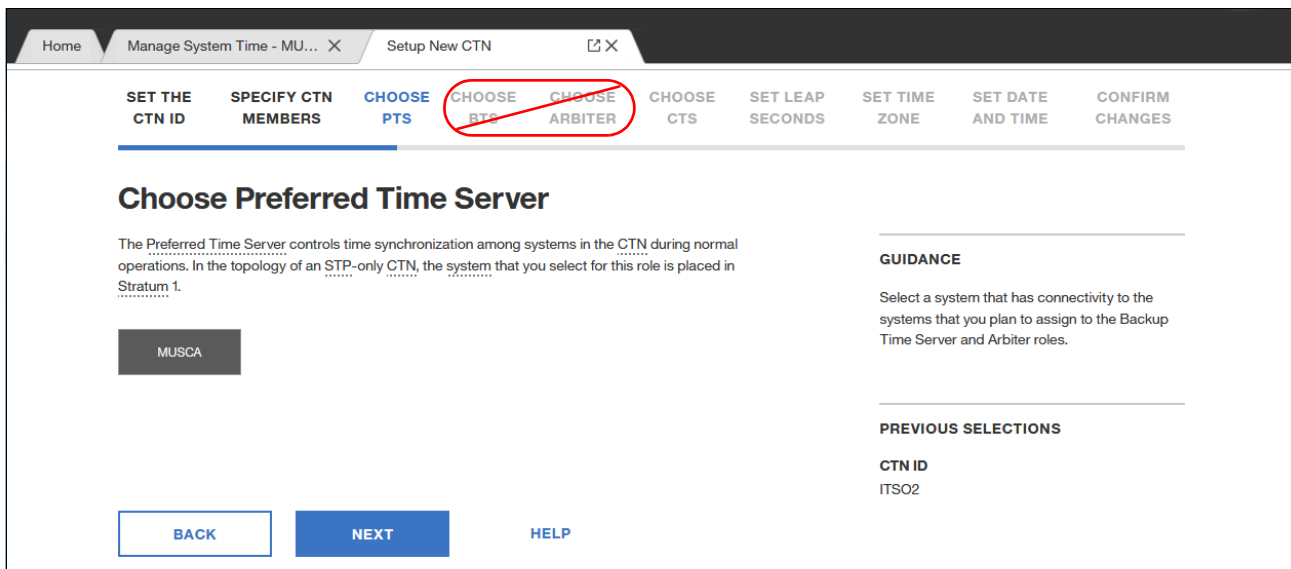 Home
Manage System Time - MU...
Setup New CTN
SET THE CTN ID
SPECIFY CTN MEMBERS
CHOOSE PTS
CHOOSE BTS
CHOOSE ARBITER
CHOOSE CTS
SET LEAP SECONDS
SET TIME ZONE
SET DATE AND TIME
CONFIRM CHANGES
Choose Preferred Time Server
The Preferred Time Server controls time synchronization among systems in the CTN during normal
operations. In the topology of an STP-only CTN, the system that you select for this role is placed in
Stratum 1.
MUSCA
GUIDANCE
Select a system that has connectivity to the
systems that you plan to assign to the Backup
Time Server and Arbiter roles.
PREVIOUS SELECTIONS
CTN ID
ITSO2
BACK
NEXT
HELP